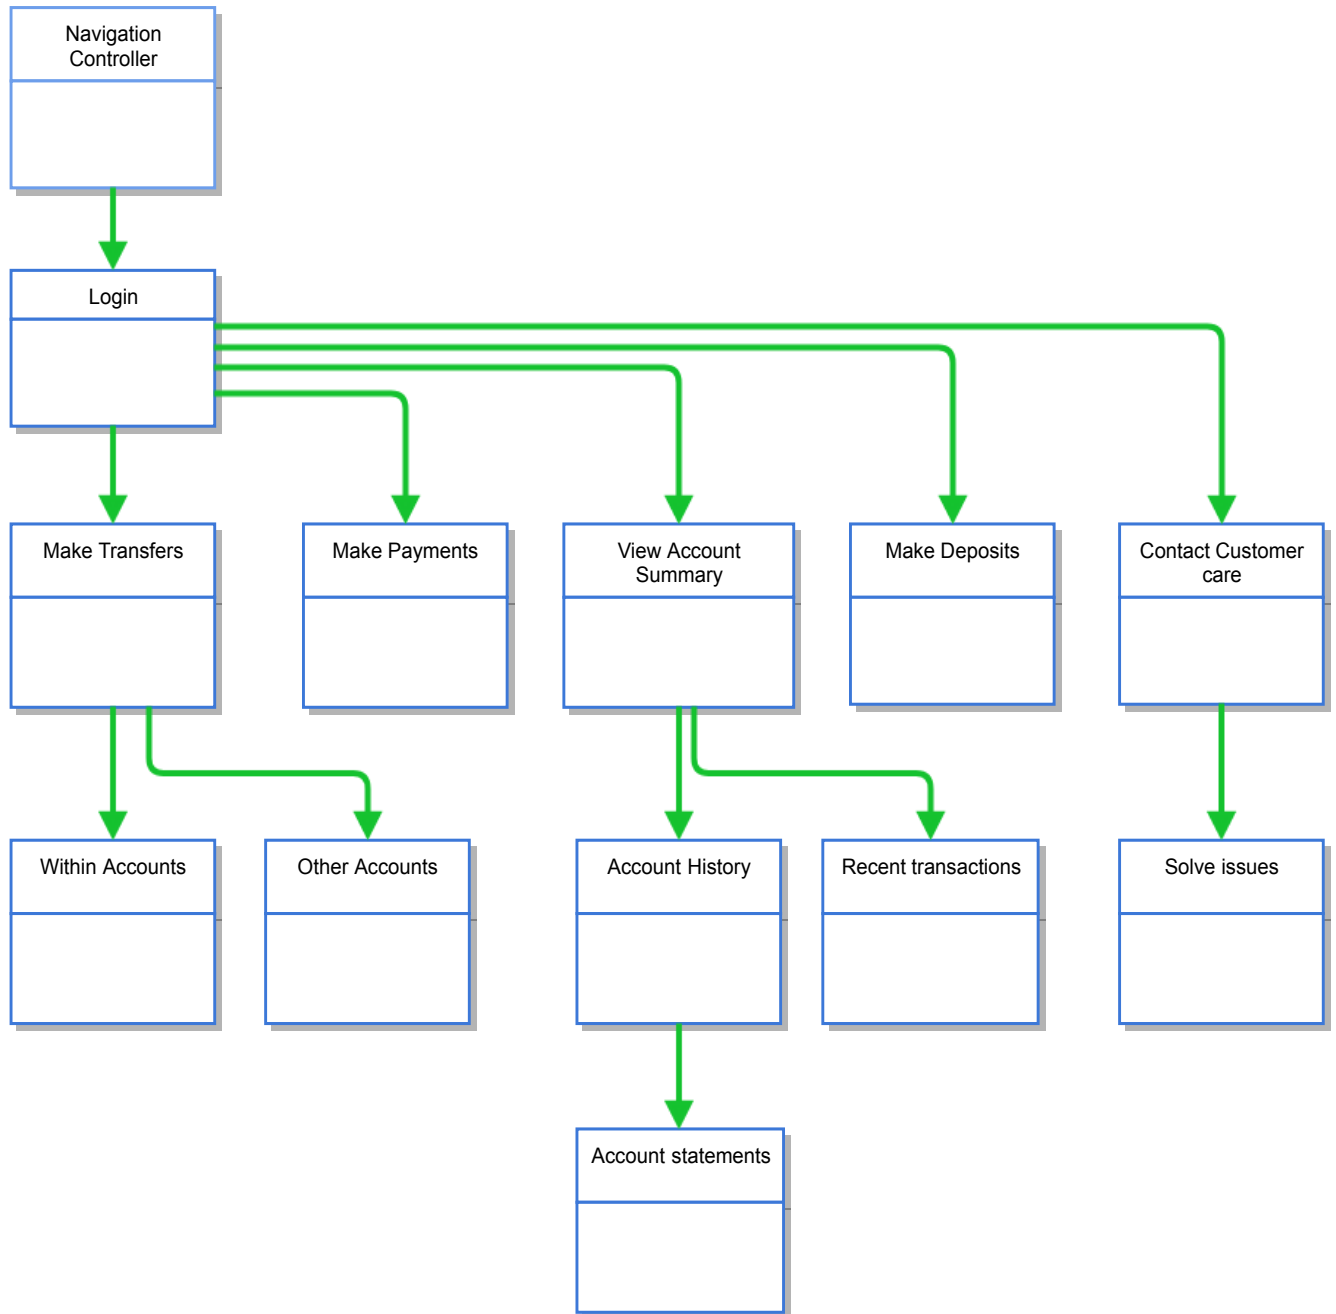 Navigation
Controller
Login
Make Transfers
Make Payments
View Account
Summary
Make Deposits
Contact Customer
care
Within Accounts
Other Accounts
Account History
Recent transactions
Solve issues
Account statements